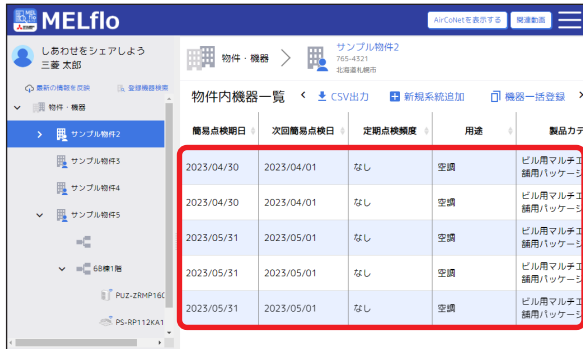 MELflo
AirCoNetを表示する
関連動画
しあわせをシェアしよう
三菱 太郎
最新の情報を反映
登録機器検索
物件・機器
サンプル物件2
サンプル物件3
サンプル物件4
サンプル物件5
6B棟1階
PUZ-ZRMP160
PS-RP112KA1
物件・機器
サンプル物件2
765-4321
北海道札幌市
物件内機器一覧
CSV出力
新規系統追加
機器一括登録
簡易点検期日 次回簡易点検日 定期点検頻度 用途 製品カテ
2023/04/30 2023/04/01 なし 空調 ビル用マルチエ
舗用パッケージ
2023/04/30 2023/04/01 なし 空調 ビル用マルチエ
舗用パッケージ
2023/05/31 2023/05/01 なし 空調 ビル用マルチエ
舗用パッケージ
2023/05/31 2023/05/01 なし 空調 ビル用マルチエ
舗用パッケージ
2023/05/31 2023/05/01 なし 空調 ビル用マルチエ
舗用パッケージ